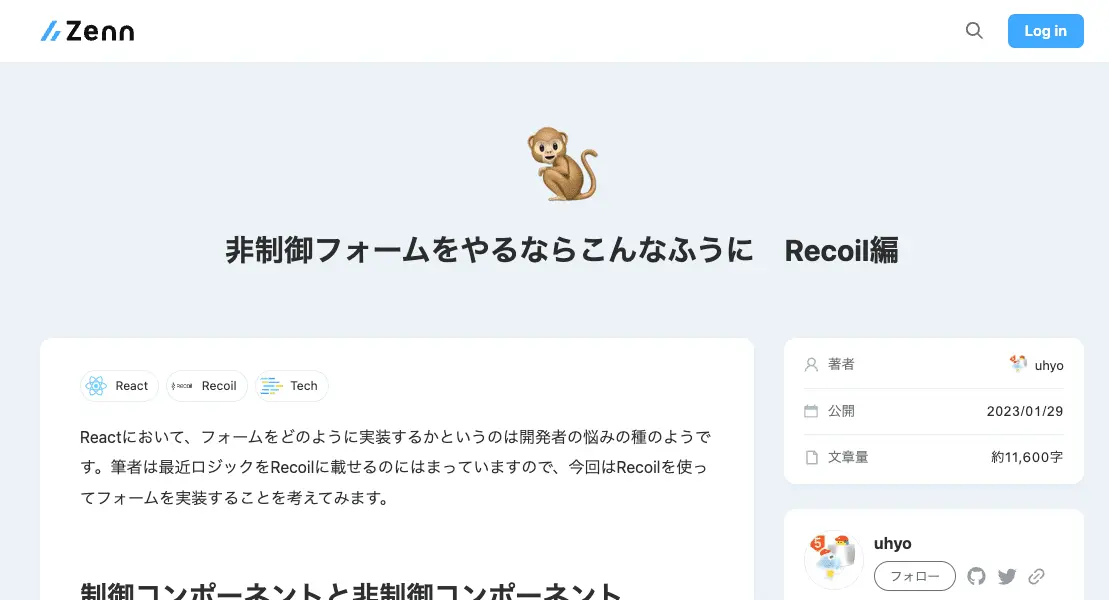 Zenn
Log in
非制御フォームをやるならこんなふうに　Recoil編
React
Recoil
Tech
Reactにおいて、フォームをどのように実装するかというのは開発者の悩みの種のようで
す。筆者は最近ロジックをRecoilに載せるのにはまっていますので、今回はRecoilを使っ
てフォームを実装することを考えてみます。
制御コンポーネントと非制御コンポーネント
著者
uhyo
公開
2023/01/29
文章量
約11,600字
uhyo
フォロー